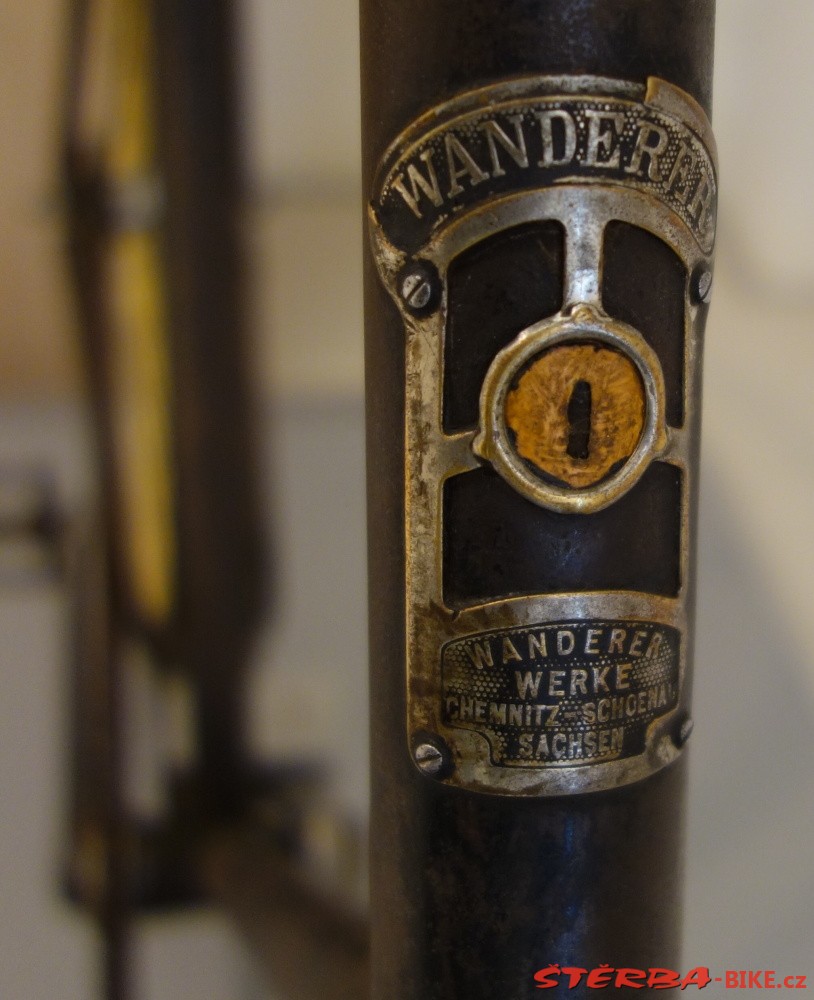 WANDERER
WANDERER
WERKE
CHEMNITZ-SCHOENAU
SACHSEN
ŠTĚRBA-BIKE.cz